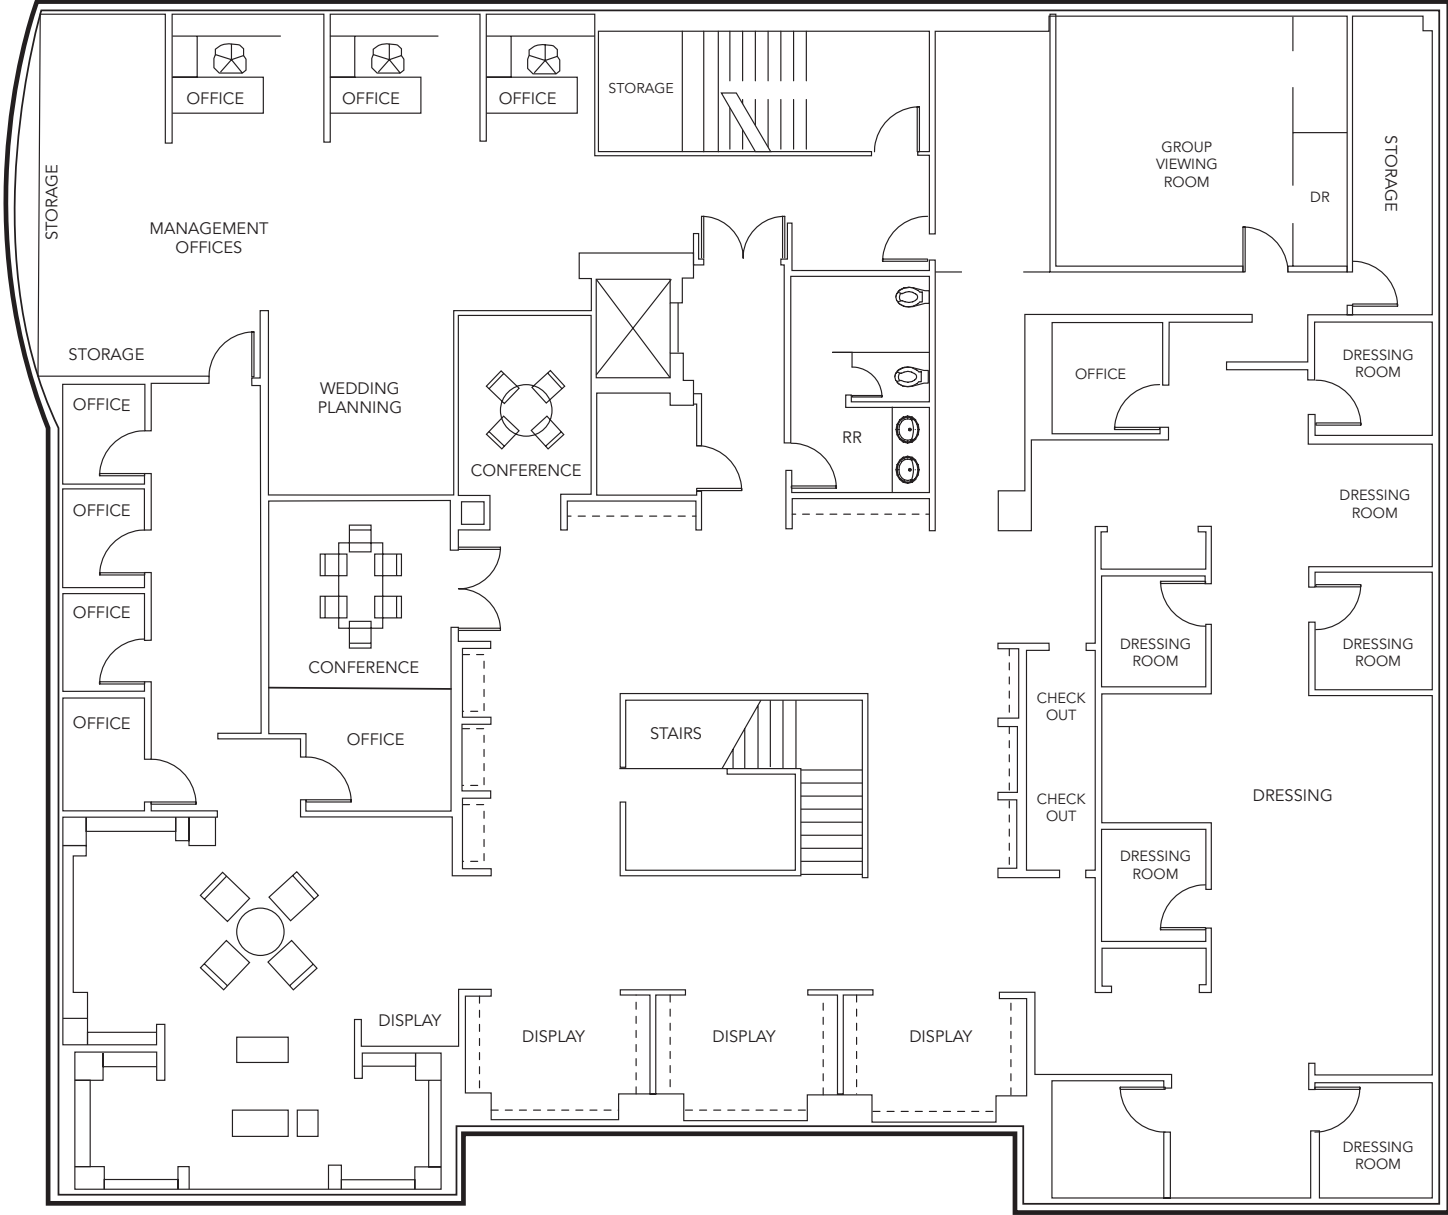 OFFICE
OFFICE
OFFICE
STORAGE
STORAGE
MANAGEMENT
OFFICES
GROUP
VIEWING
ROOM
DR
STORAGE
STORAGE
WEDDING
PLANNING
CONFERENCE
RR
OFFICE
DRESSING
ROOM
OFFICE
OFFICE
OFFICE
OFFICE
CONFERENCE
OFFICE
DRESSING
ROOM
DRESSING
ROOM
DRESSING
ROOM
CHECK
OUT
STAIRS
CHECK
OUT
DRESSING
DRESSING
ROOM
DISPLAY
DISPLAY
DISPLAY
DISPLAY
DRESSING
ROOM